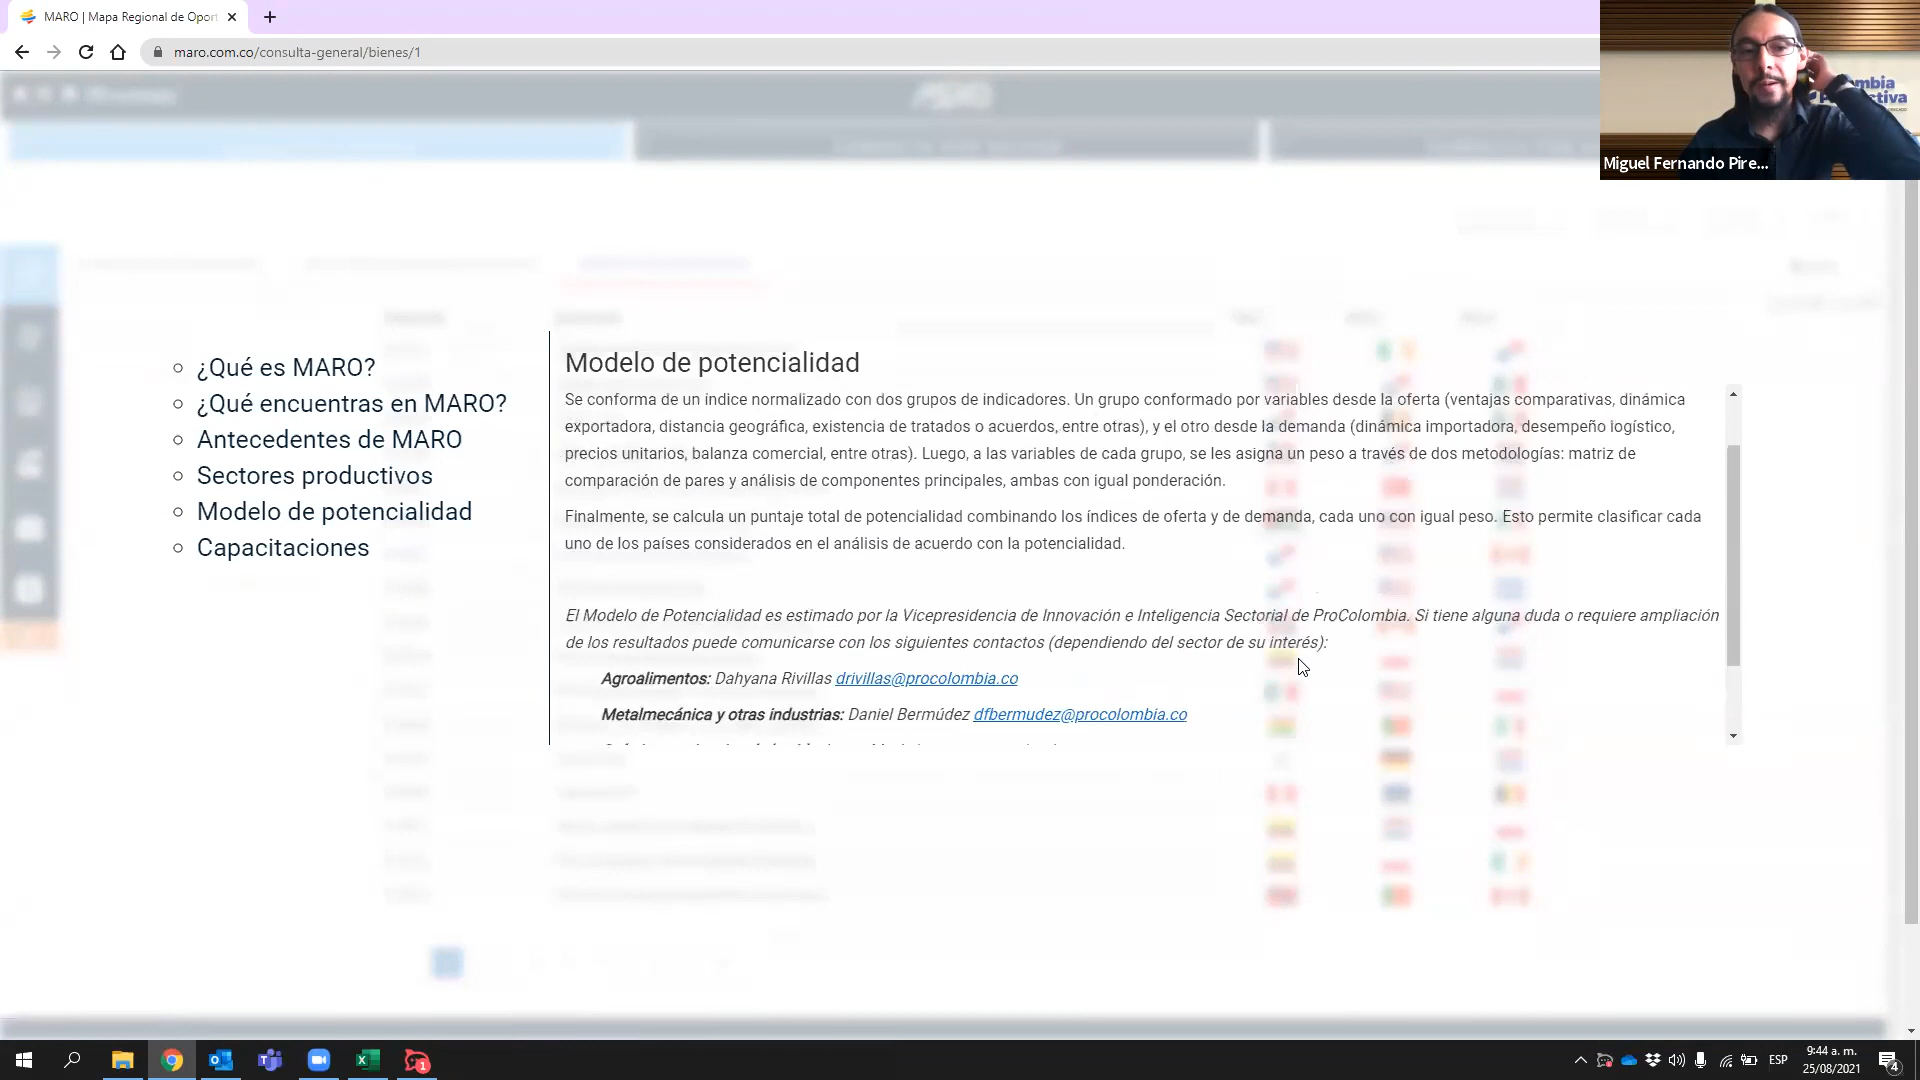 MARO | Mapa Regional de Oport
maro.com.co/consulta-general/bienes/1
MARO
mbia
tiva
Miguel Fernando Pire...
¿Qué es MARO?
¿Qué encuentras en MARO?
Antecedentes de MARO
Sectores productivos
Modelo de potencialidad
Capacitaciones
Modelo de potencialidad
Se conforma de un índice normalizado con dos grupos de indicadores. Un grupo conformado por variables desde la oferta (ventajas comparativas, dinámica
exportadora, distancia geográfica, existencia de tratados o acuerdos, entre otras), y el otro desde la demanda (dinámica importadora, desempeño logístico,
precios unitarios, balanza comercial, entre otras). Luego, a las variables de cada grupo, se les asigna un peso a través de dos metodologías: matriz de
comparación de pares y análisis de componentes principales, ambas con igual ponderación.
Finalmente, se calcula un puntaje total de potencialidad combinando los índices de oferta y de demanda, cada uno con igual peso. Esto permite clasificar cada
uno de los países considerados en el análisis de acuerdo con la potencialidad.
El Modelo de Potencialidad es estimado por la Vicepresidencia de Innovación e Inteligencia Sectorial de ProColombia. Si tiene alguna duda o requiere ampliación
de los resultados puede comunicarse con los siguientes contactos (dependiendo del sector de su interés):
Agroalimentos: Dahyana Rivillas drivillas@procolombia.co
Metalmecánica y otras industrias: Daniel Bermúdez dfbermudez@procolombia.co
ESP
9:44 a. m.
25/08/2021
1
4